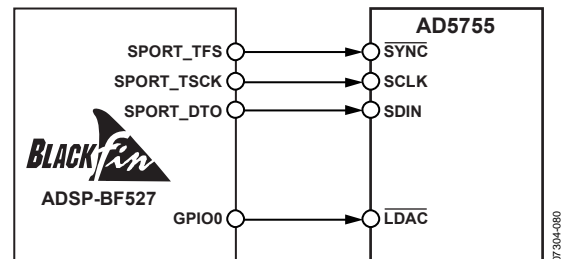 AD5755
SPORT_TFS
SYNC
SPORT_TSCK
SCLK
SPORT_DTO
SDIN
BLACKfin
ADSP-BF527
GPIO0
LDAC
07304-080